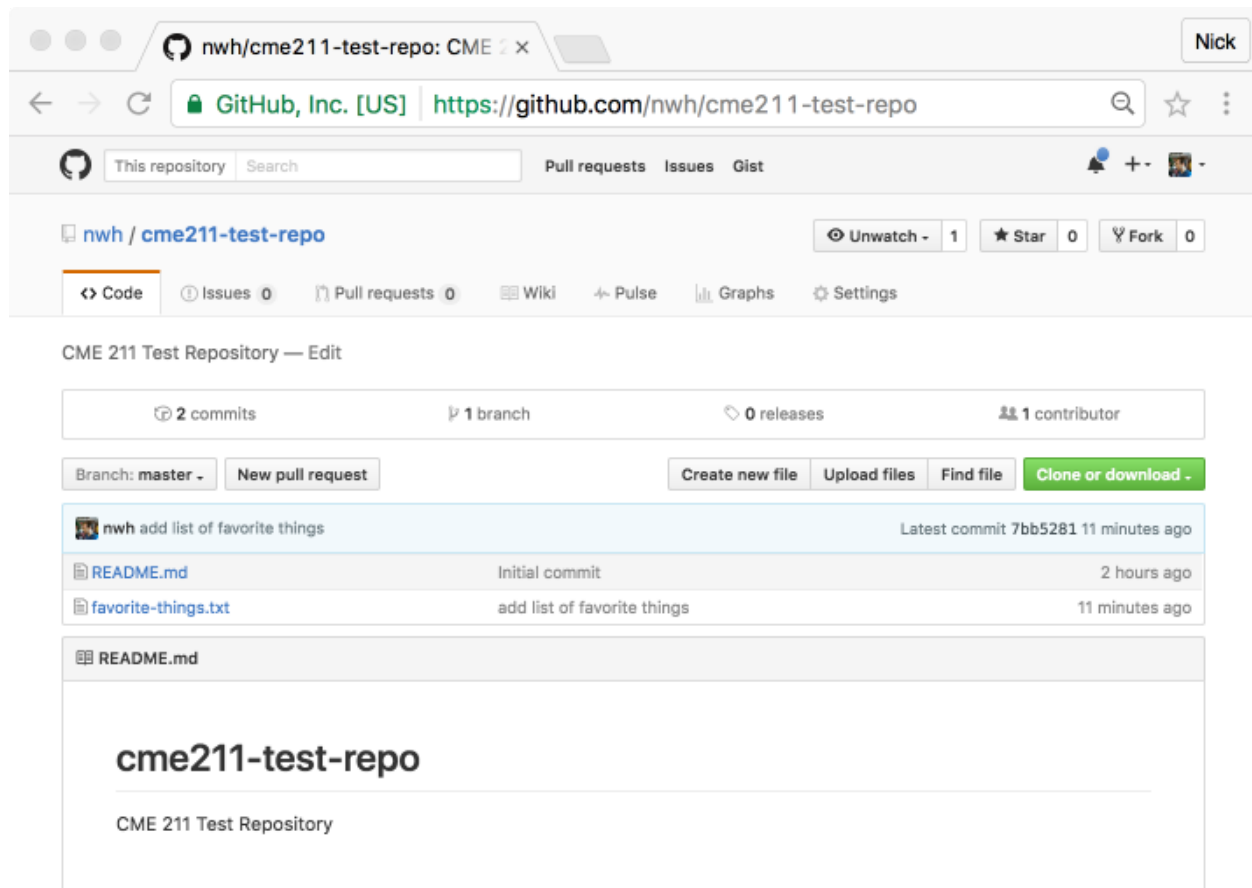 nwh/cme211-test-repo: CME 2 ×
Nick
GitHub, Inc. [US] https://github.com/nwh/cme211-test-repo
This repository Search Pull requests Issues Gist
nwh / cme211-test-repo
Unwatch 1 Star 0 Fork 0
<> Code Issues 0 Pull requests 0 Wiki Pulse Graphs Settings
CME 211 Test Repository — Edit
2 commits 1 branch 0 releases 1 contributor
Branch: master New pull request Create new file Upload files Find file Clone or download
nwh add list of favorite things Latest commit 7bb5281 11 minutes ago
README.md Initial commit 2 hours ago
favorite-things.txt add list of favorite things 11 minutes ago
README.md
cme211-test-repo
CME 211 Test Repository